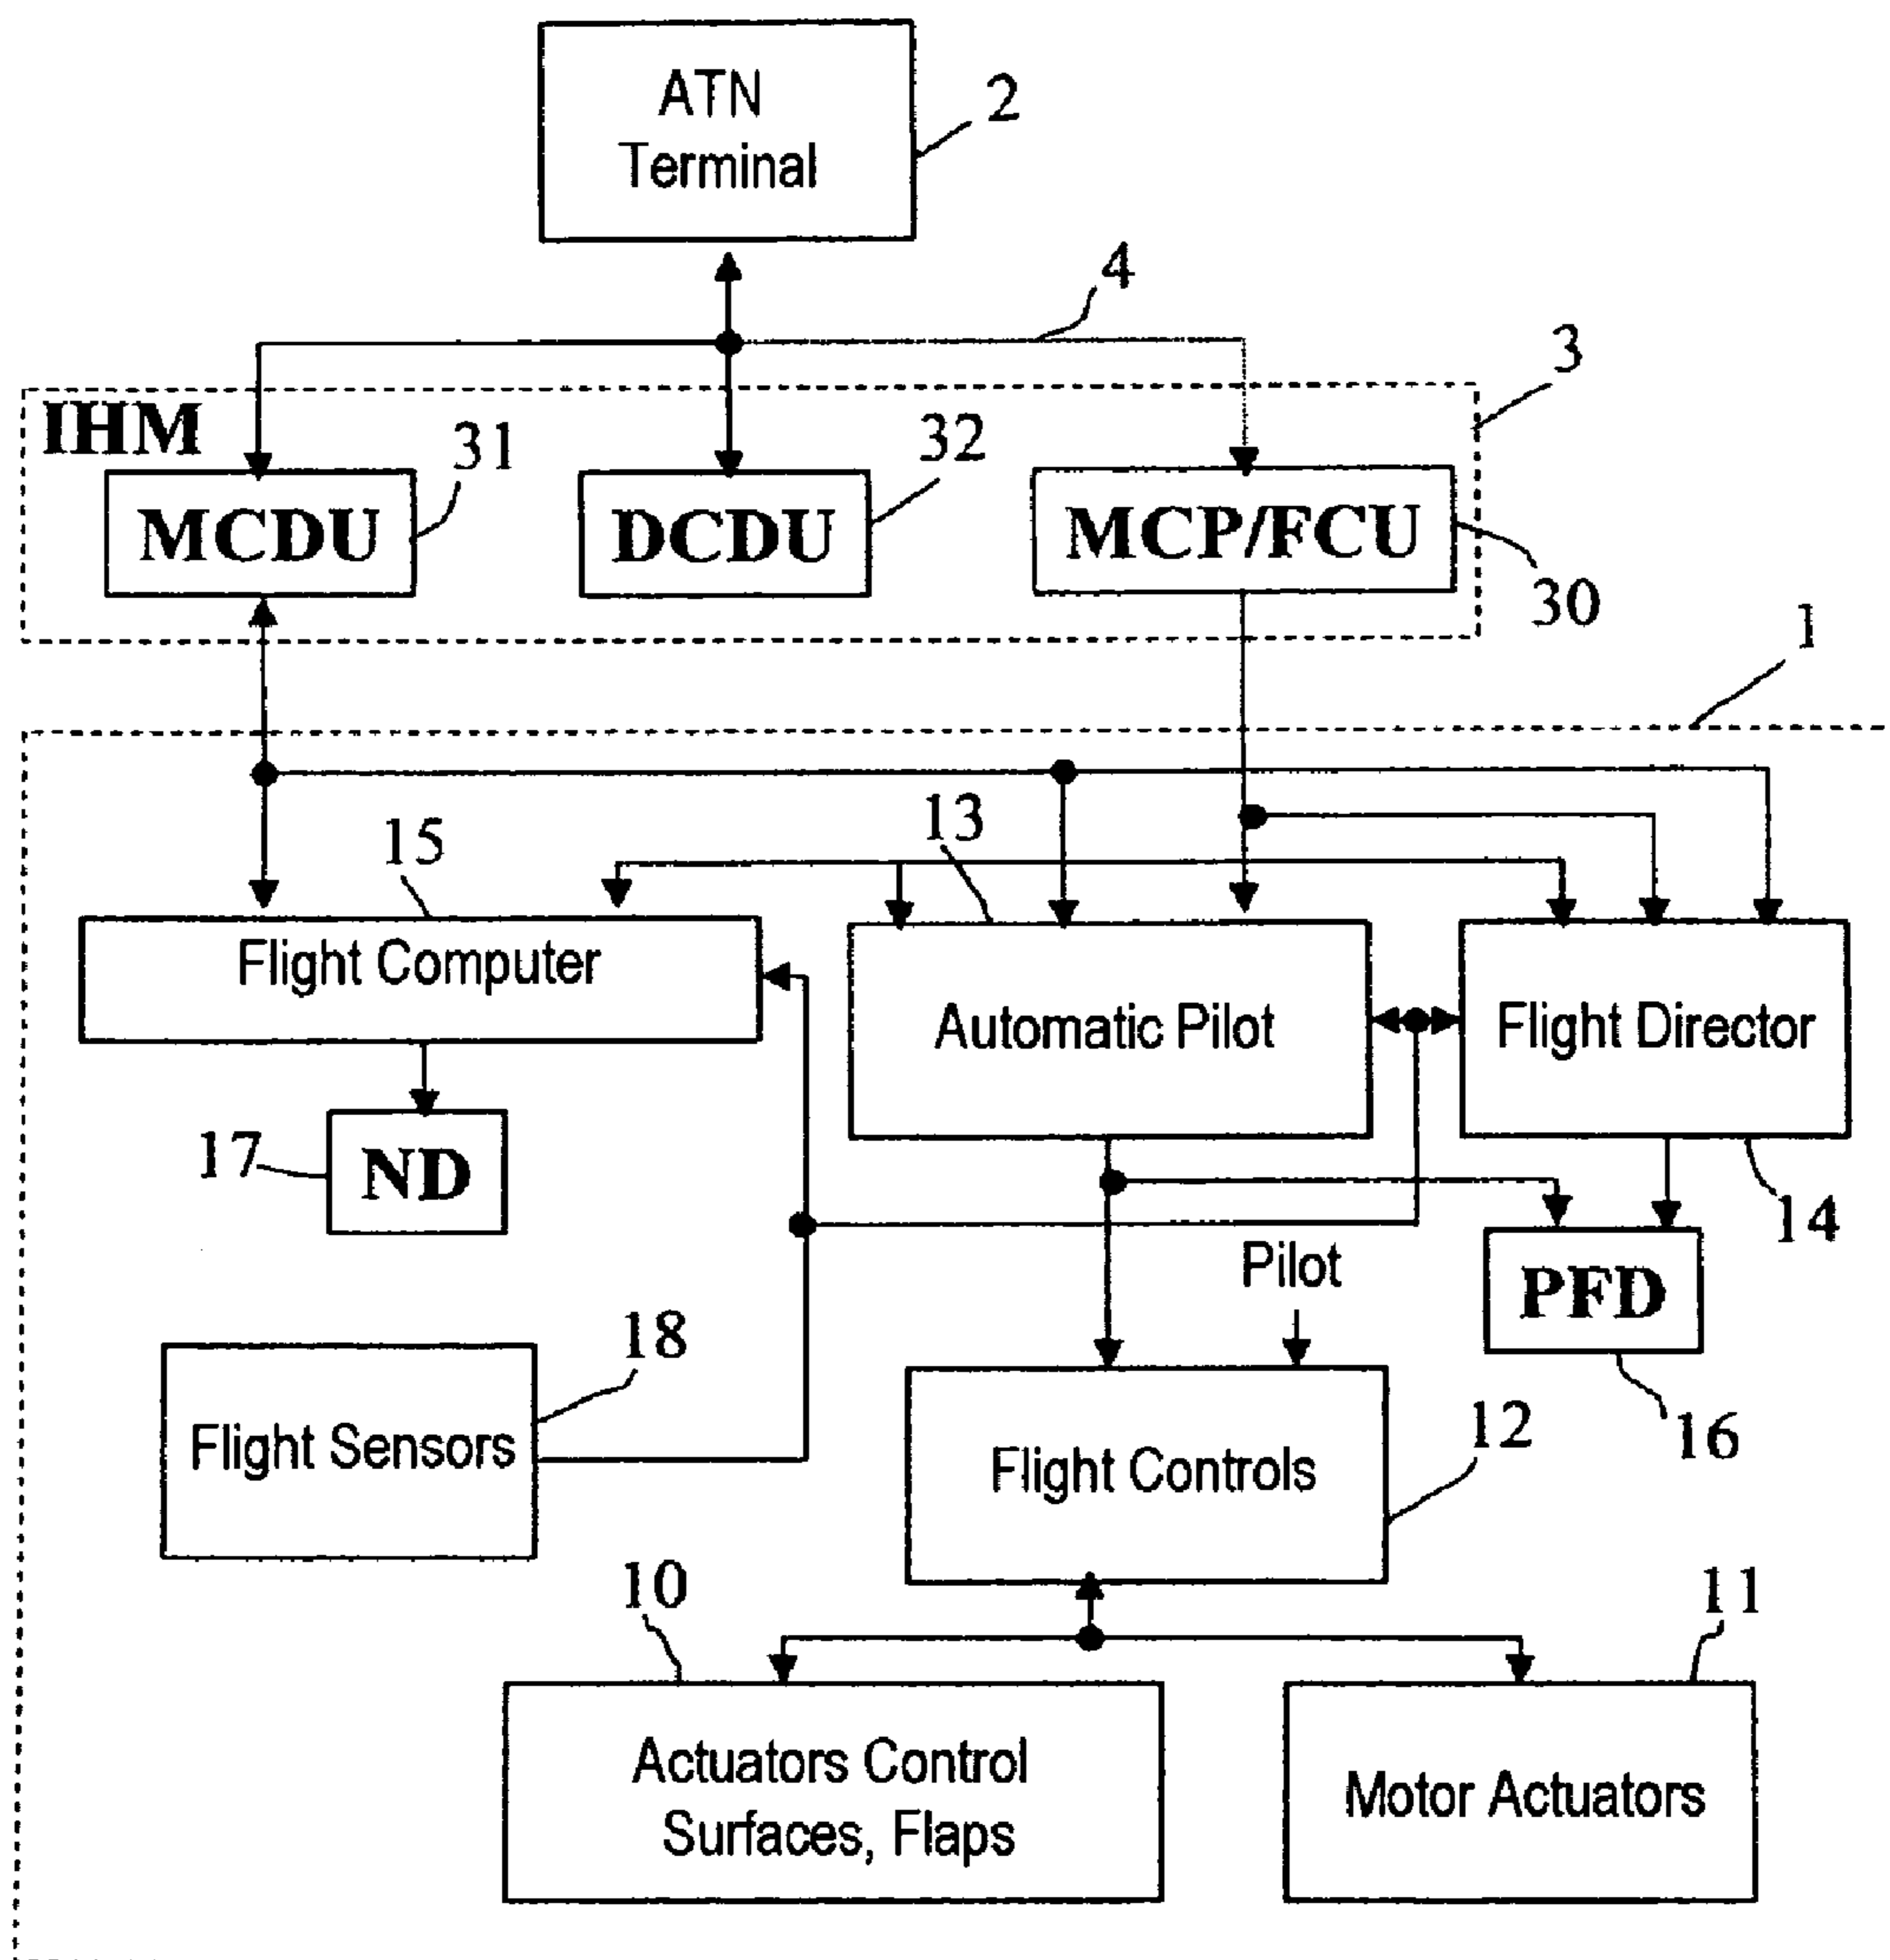 ATN
Terminal
2
4
3
IHM
31
32
MCDU
DCDU
MCP/FCU
30
1
15
13
Flight Computer
Automatic Pilot
Flight Director
17
ND
14
Pilot
PFD
18
16
Flight Sensors
12
Flight Controls
10
11
Actuators Control
Surfaces, Flaps
Motor Actuators